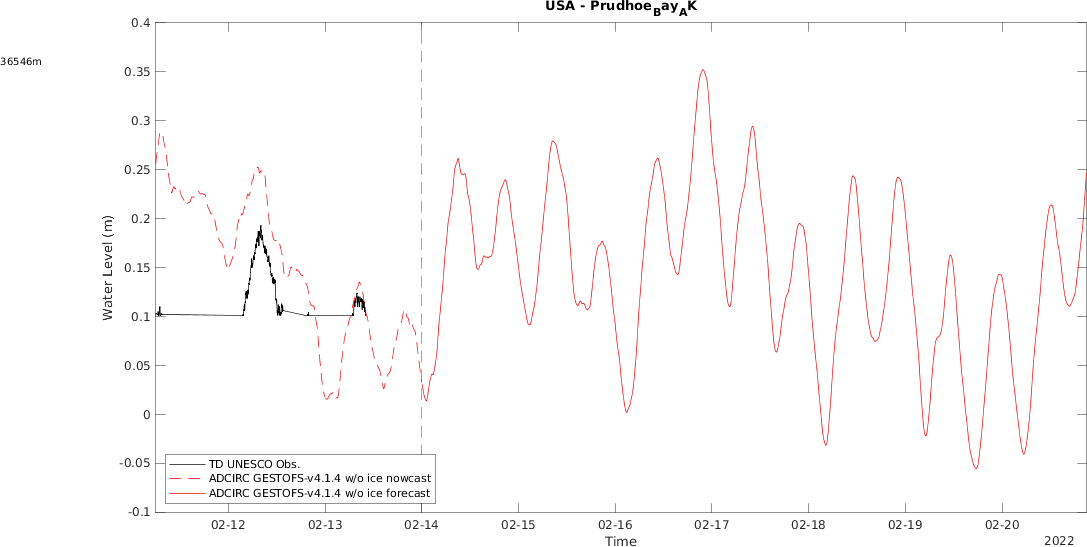 USA - Prudhoe_Bay_AK
36546m
0.4
0.35
0.3
0.25
0.2
0.15
0.1
0.05
0
-0.05
-0.1
Water Level (m)
TD UNESCO Obs.
ADCIRC GESTOFS-v4.1.4 w/o ice nowcast
ADCIRC GESTOFS-v4.1.4 w/o ice forecast
02-12 02-13 02-14 02-15 02-16 02-17 02-18 02-19 02-20
Time
2022